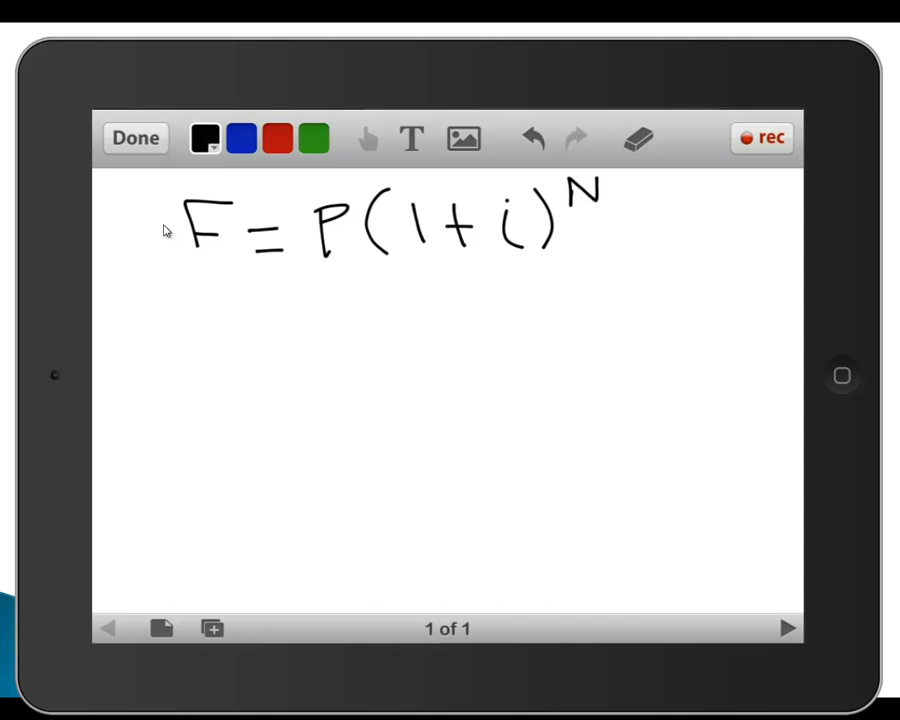 Done T rec
F = P(1+i)^N
1 of 1